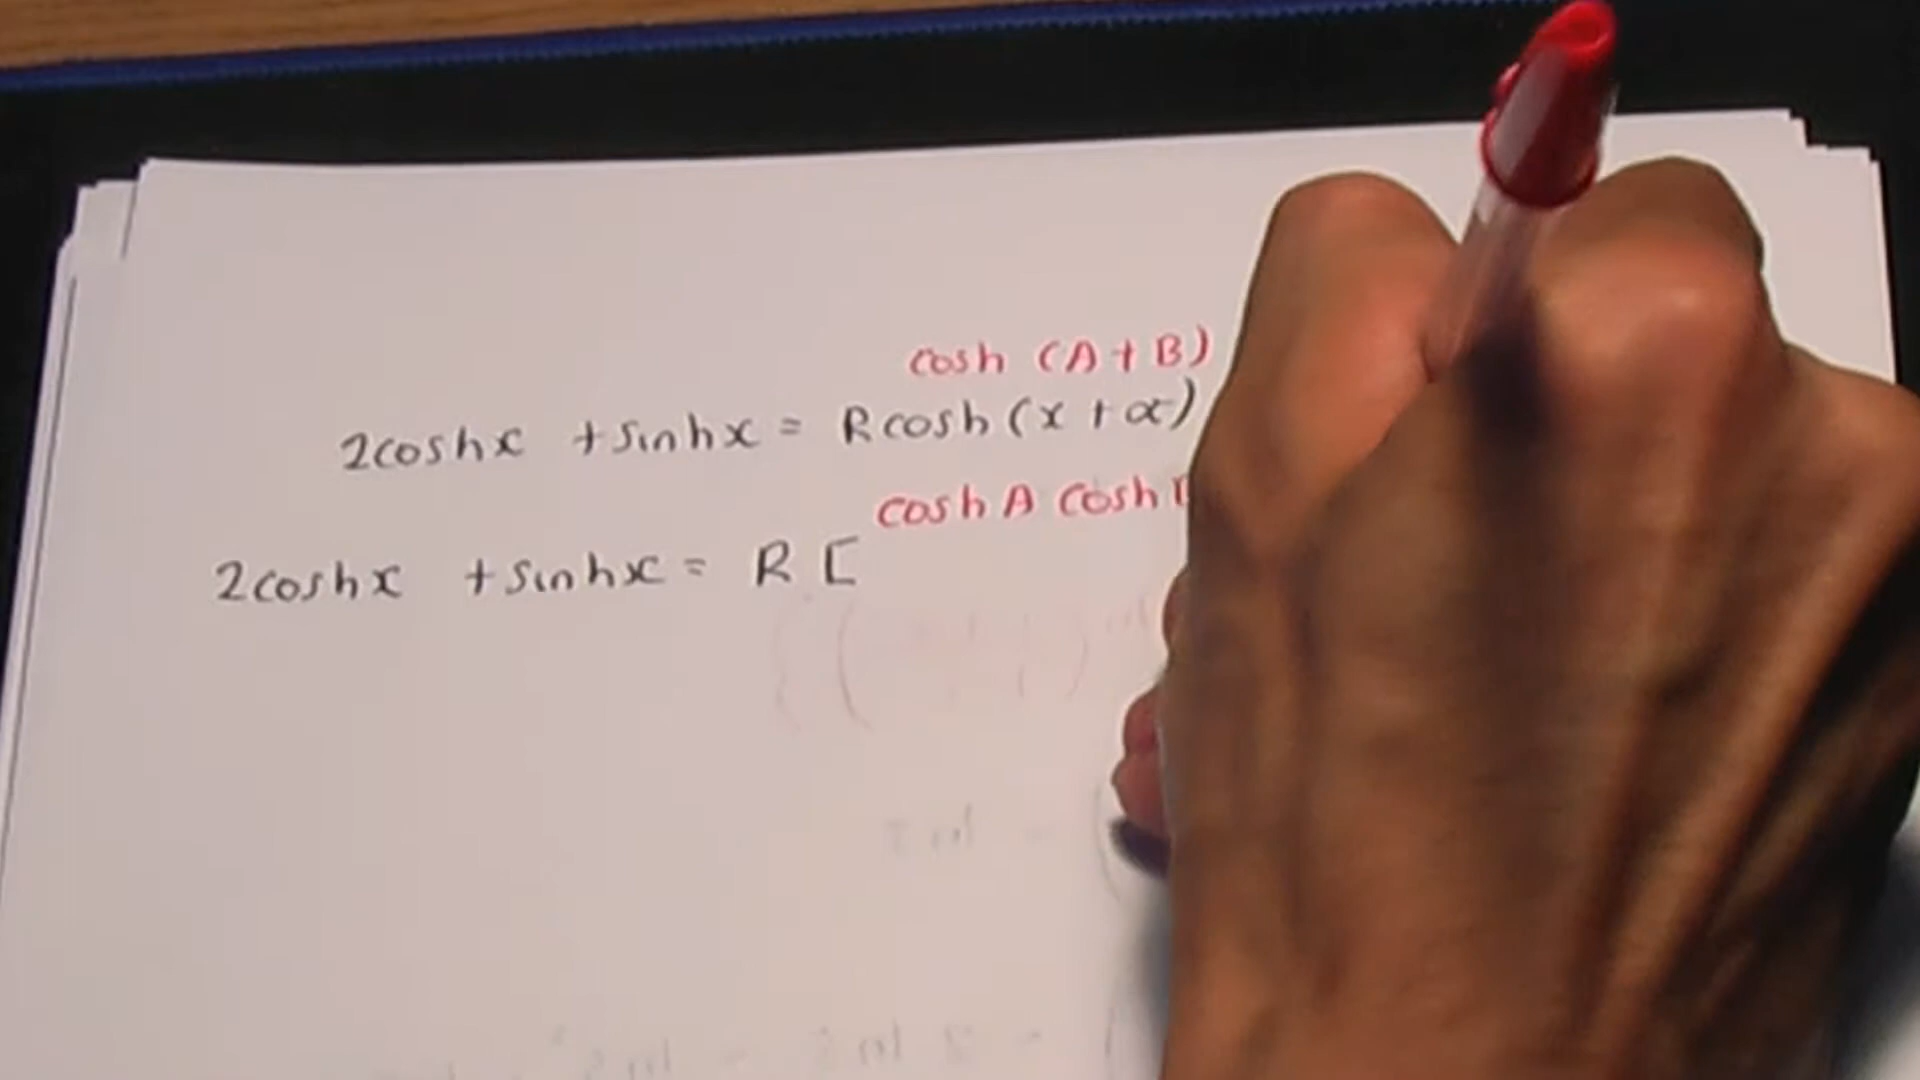 cosh (A + B)
2coshx + sinhx = Rcosh(x + α)
cosh A cosh
2coshx + sinhx = R [